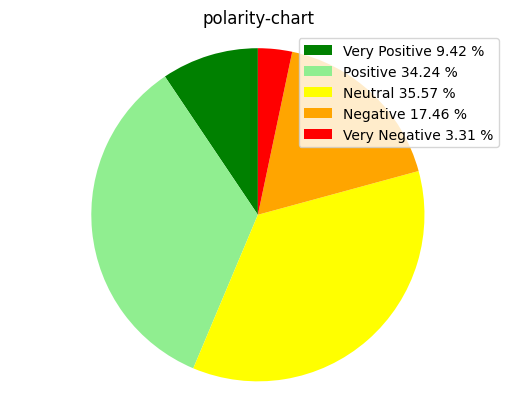 polarity-chart
Very Positive 9.42 %
Positive 34.24 %
Neutral 35.57 %
Negative 17.46 %
Very Negative 3.31 %